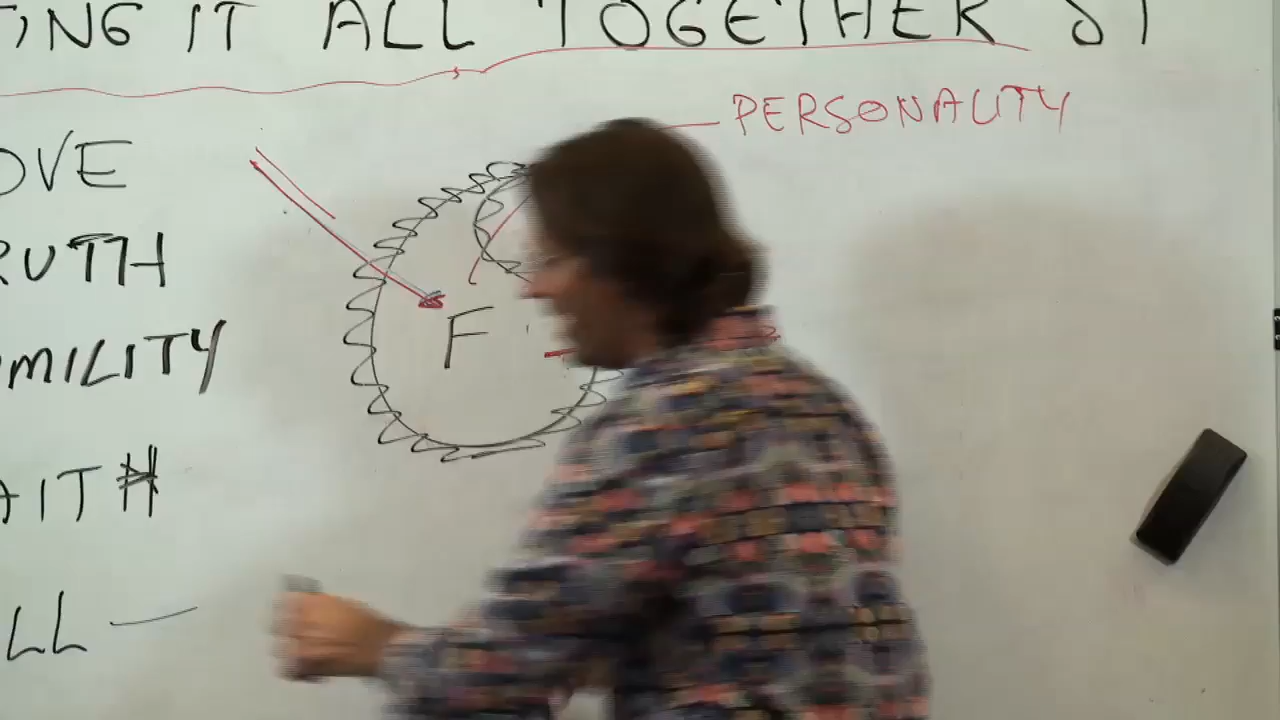 ING IT ALL TOGETHER
PERSONALITY
OVE
RUTH
F
MILITY
AITH
LL —